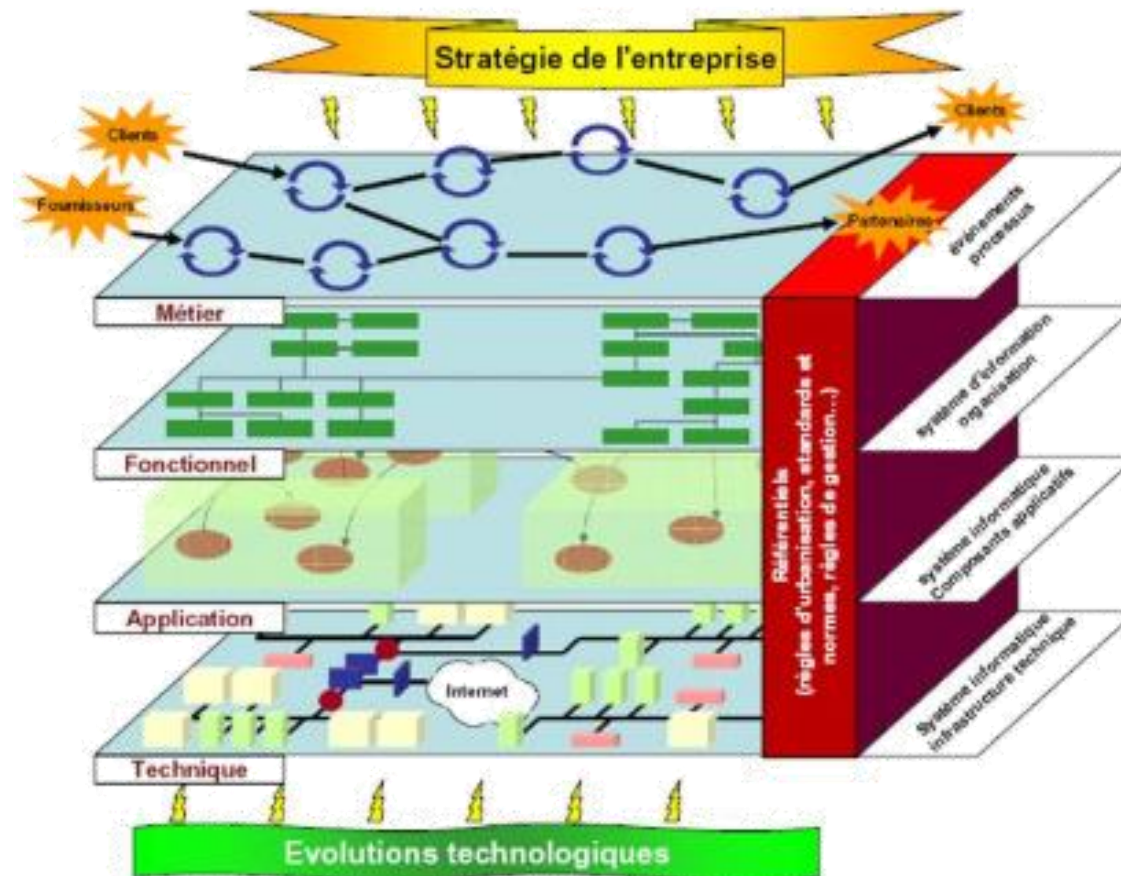 Stratégie de l'entreprise
Clients
Clients
Fournisseurs
Partenaires
événements
processus
Métier
système d'information
organisation
Fonctionnel
Référentiels
(règles d'urbanisation, standards et
normes, règles de gestion...)
système informatique
Composants applicatifs
Application
Internet
Système informatique
infrastructure technique
Technique
Evolutions technologiques